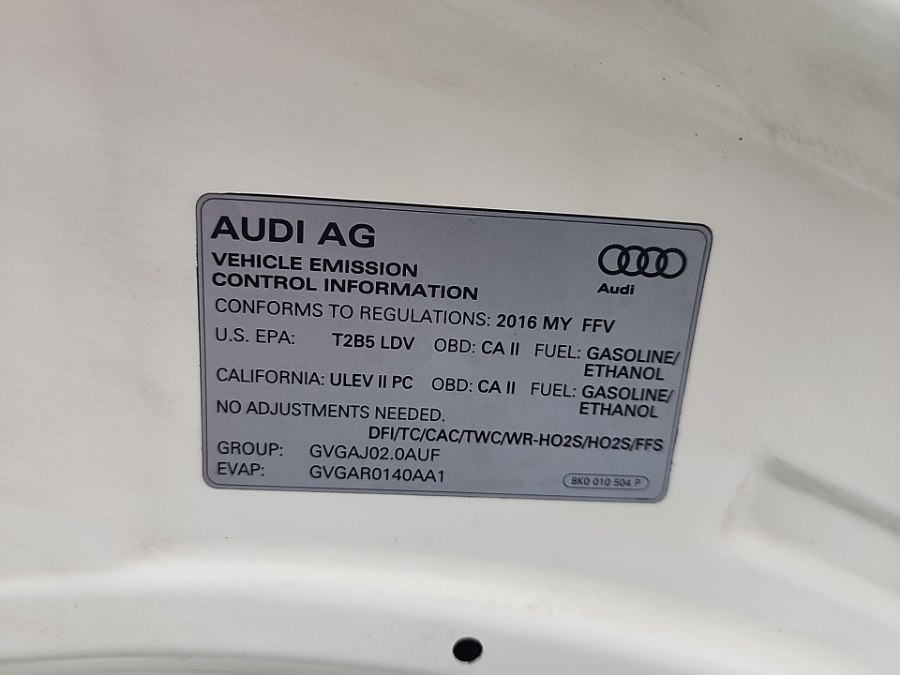 AUDI AG
Audi
VEHICLE EMISSION
CONTROL INFORMATION
CONFORMS TO REGULATIONS: 2016 MY FFV
U.S. EPA: T2B5 LDV OBD: CA II FUEL: GASOLINE/
ETHANOL
CALIFORNIA: ULEV II PC OBD: CA II FUEL: GASOLINE/
ETHANOL
NO ADJUSTMENTS NEEDED.
DFI/TC/CAC/TWC/WR-HO2S/HO2S/FFS
GROUP: GVGAJ02.0AUF
EVAP: GVGAR0140AA1
8K0 010 504 P